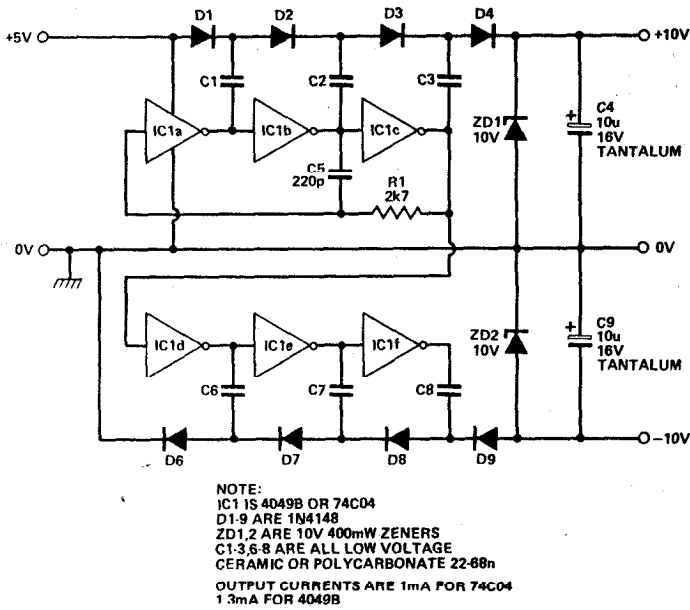 D1
D2
D3
D4
+5V
+10V
C1
C2
C3
IC1a
IC1b
IC1c
ZD1
10V
+
C4
10u
16V
TANTALUM
C5
220p
R1
2k7
0V
0V
IC1d
IC1e
IC1f
ZD2
10V
+
C9
10u
16V
TANTALUM
C6
C7
C8
-10V
D6
D7
D8
D9
NOTE:
IC1 IS 4049B OR 74C04
D1-9 ARE 1N4148
ZD1,2 ARE 10V 400mW ZENERS
C1-3,6-8 ARE ALL LOW VOLTAGE
CERAMIC OR POLYCARBONATE 22-68n
OUTPUT CURRENTS ARE 1mA FOR 74C04
1.3mA FOR 4049B